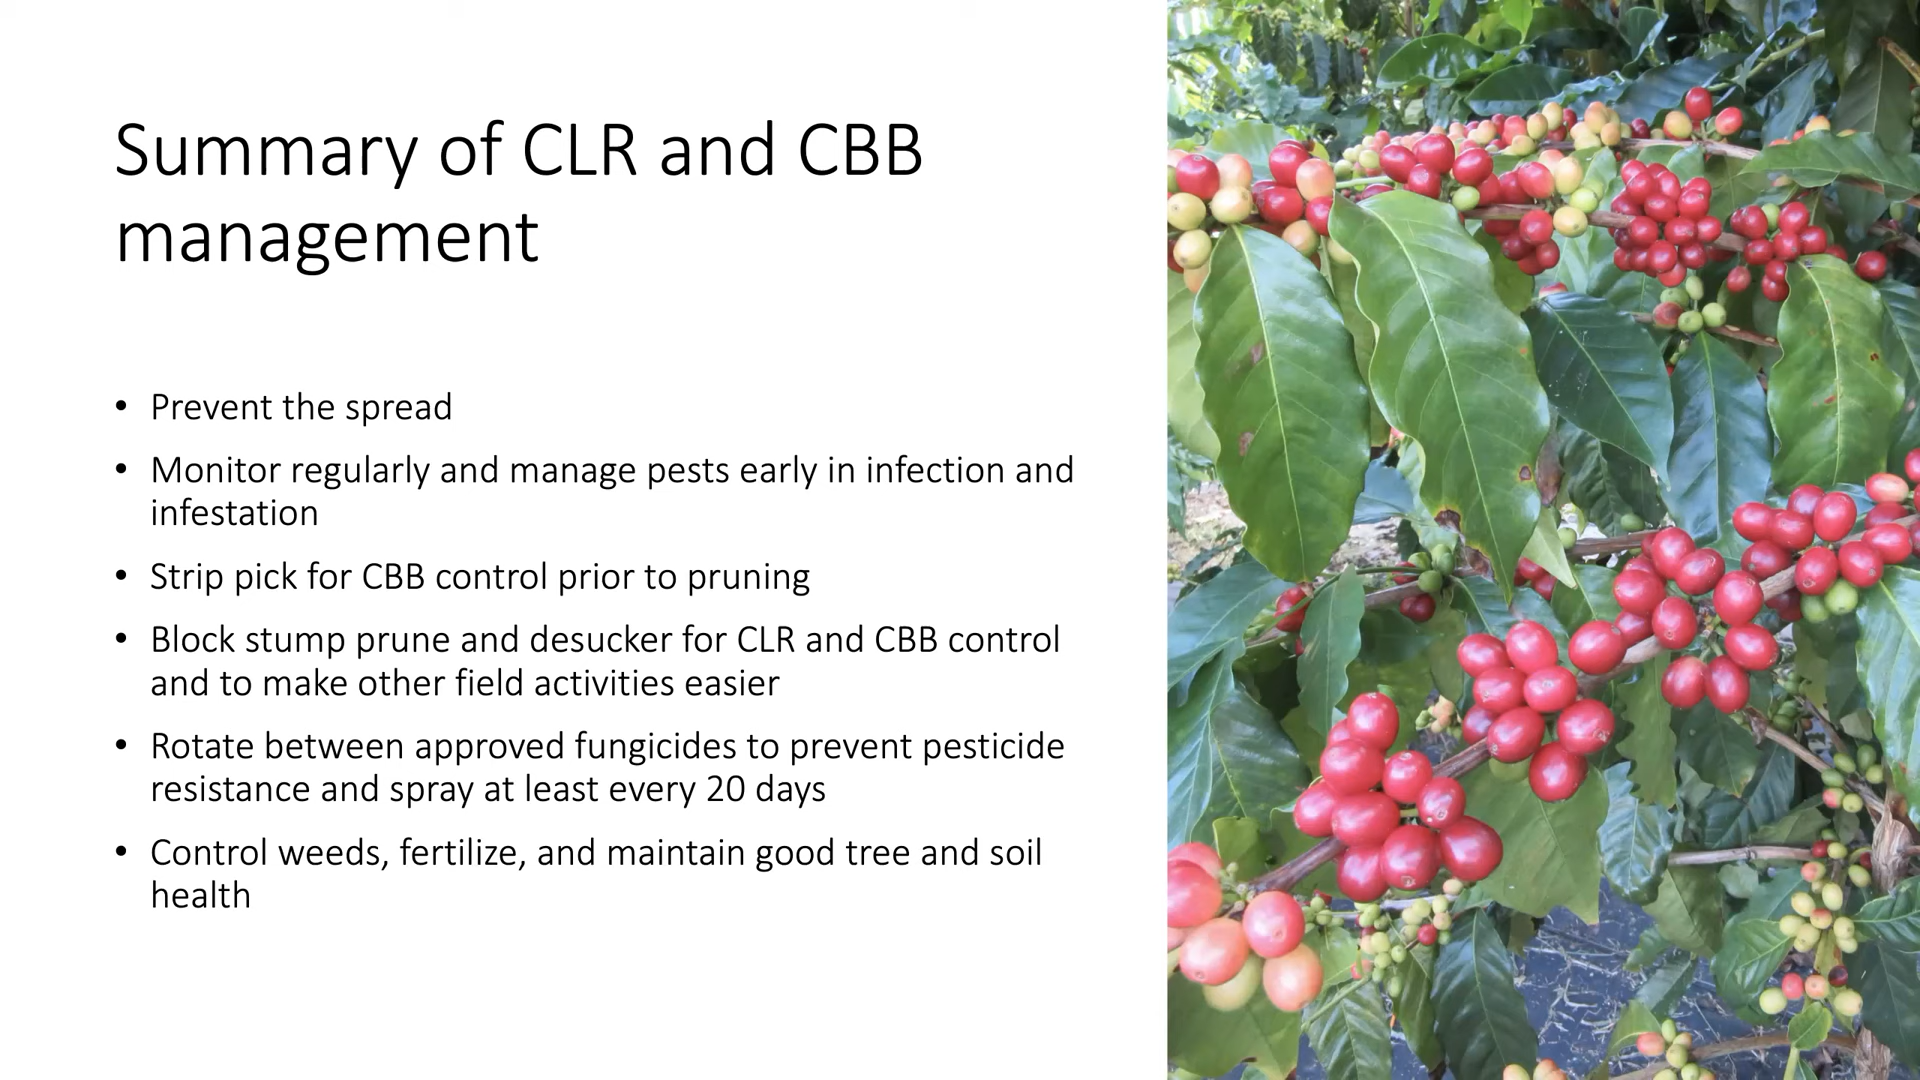 Summary of CLR and CBB
management
• Prevent the spread
• Monitor regularly and manage pests early in infection and
infestation
• Strip pick for CBB control prior to pruning
• Block stump prune and desucker for CLR and CBB control
and to make other field activities easier
• Rotate between approved fungicides to prevent pesticide
resistance and spray at least every 20 days
• Control weeds, fertilize, and maintain good tree and soil
health